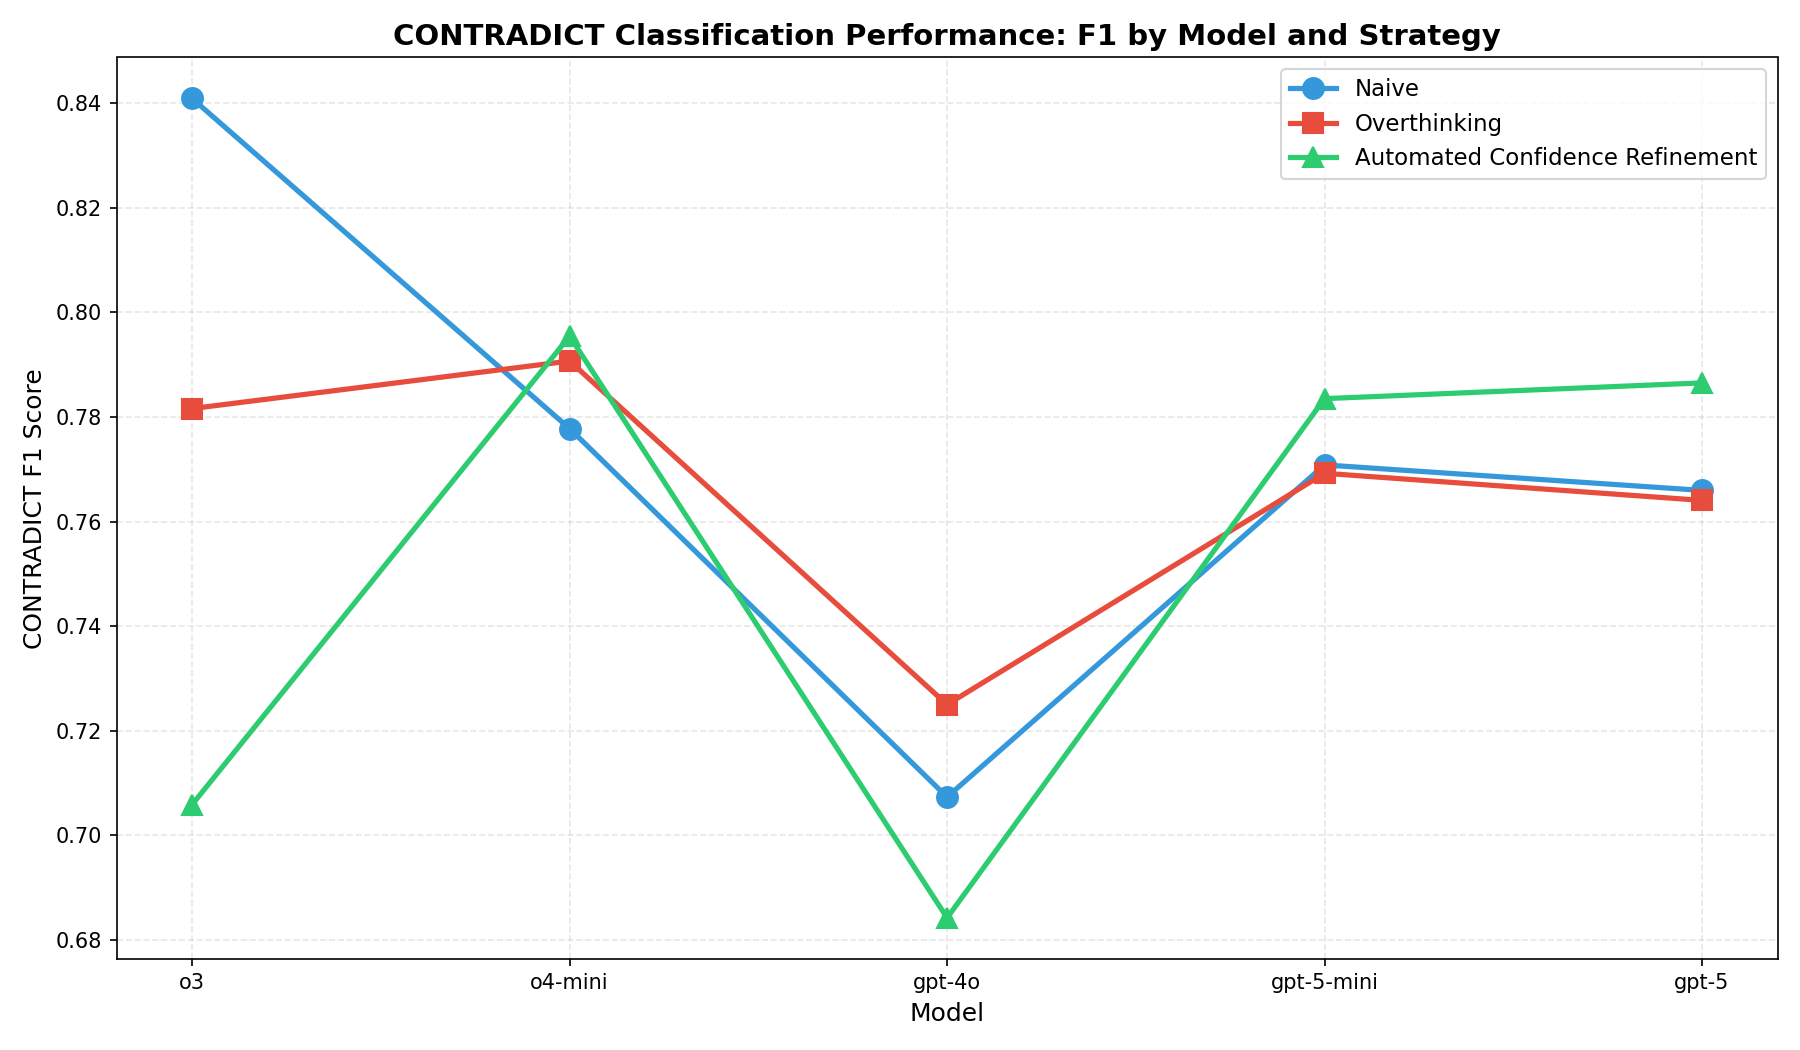 CONTRADICT Classification Performance: F1 by Model and Strategy
Naive
Overthinking
Automated Confidence Refinement
CONTRADICT F1 Score
0.84
0.82
0.80
0.78
0.76
0.74
0.72
0.70
0.68
o3 o4-mini gpt-4o gpt-5-mini gpt-5
Model